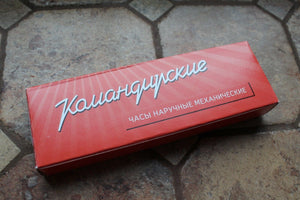 Командирские
ЧАСЫ НАРУЧНЫЕ МЕХАНИЧЕСКИЕ